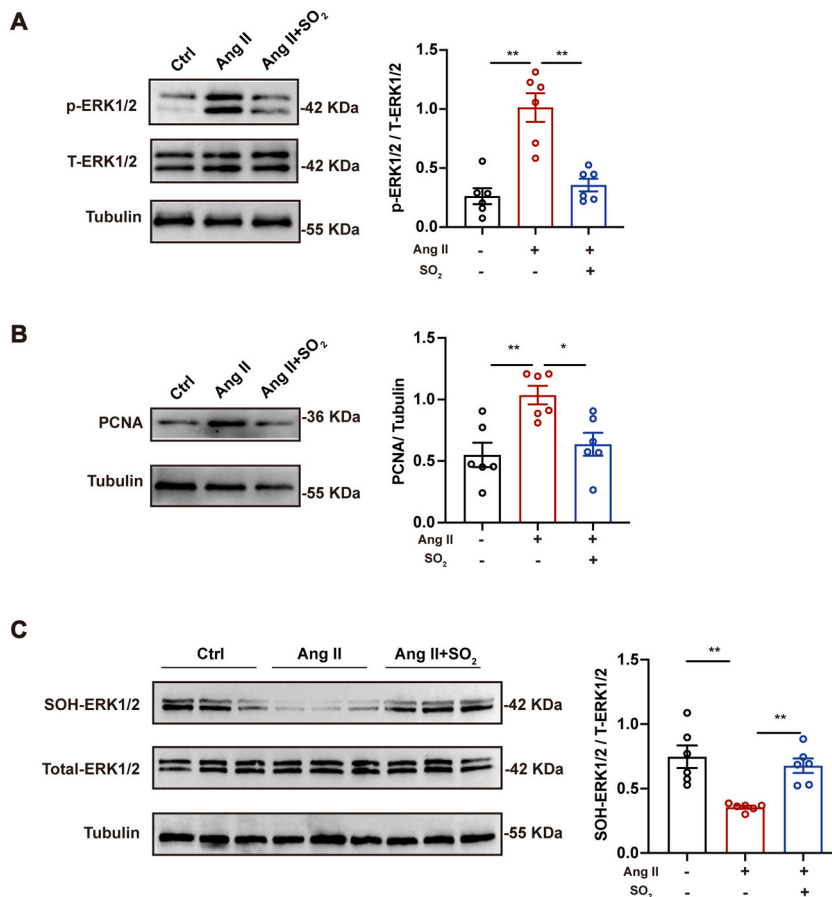 A
Ctrl
Ang II
Ang II+SO2
p-ERK1/2
-42 KDa
T-ERK1/2
-42 KDa
Tubulin
-55 KDa
p-ERK1/2 / T-ERK1/2
1.5
1.0
0.5
0.0
** **
Ang II - + +
SO2 - - +
B
Ctrl
Ang II
Ang II+SO2
PCNA
-36 KDa
Tubulin
-55 KDa
PCNA/ Tubulin
1.5
1.0
0.5
0.0
** *
Ang II - + +
SO2 - - +
C
Ctrl Ang II Ang II+SO2
SOH-ERK1/2
-42 KDa
Total-ERK1/2
-42 KDa
Tubulin
-55 KDa
SOH-ERK1/2 / T-ERK1/2
1.5
1.0
0.5
0.0
**
**
Ang II - + +
SO2 - - +